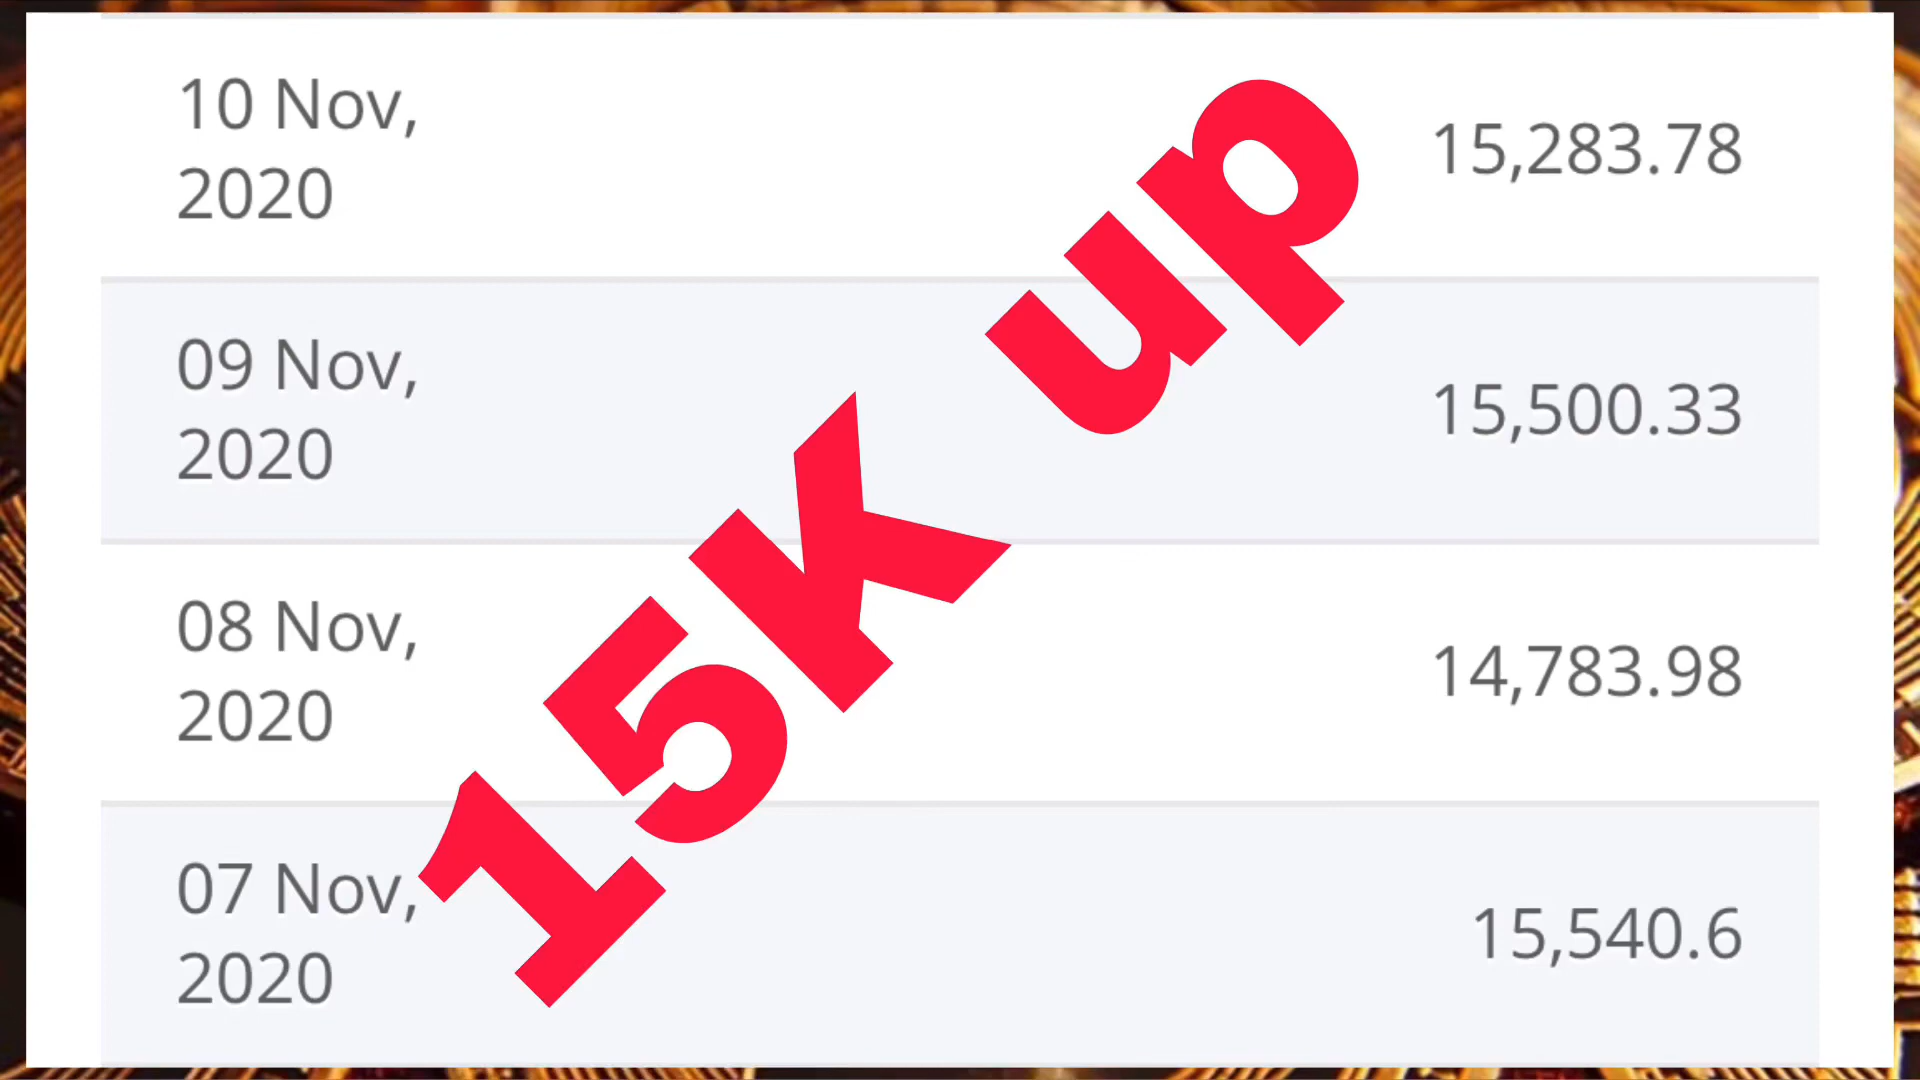 10 Nov,
2020
15,283.78
09 Nov,
2020
15,500.33
08 Nov,
2020
14,783.98
07 Nov,
2020
15,540.6
15K up